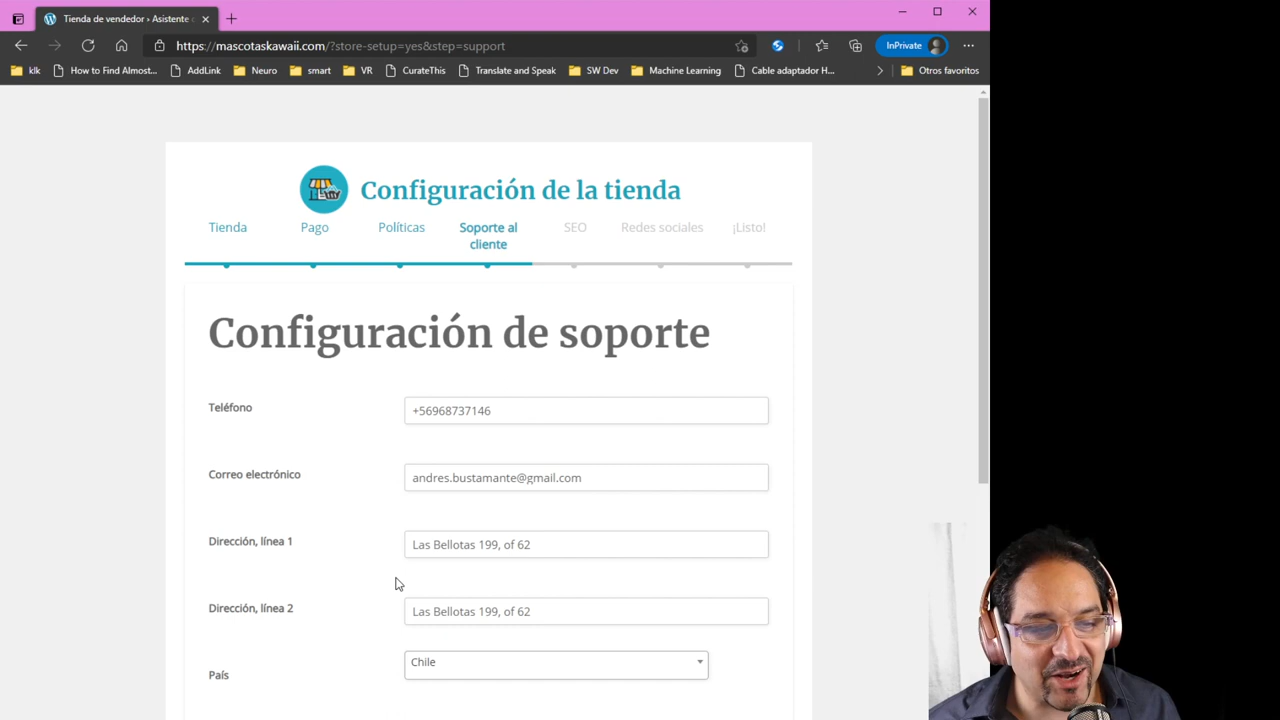 Tienda de vendedor › Asistente
https://mascotaskawaii.com/?store-setup=yes&step=support
InPrivate
klk
How to Find Almost...
AddLink
Neuro
smart
VR
CurateThis
Translate and Speak
SW Dev
Machine Learning
Cable adaptador H...
Otros favoritos
Configuración de la tienda
Tienda
Pago
Políticas
Soporte al
cliente
SEO
Redes sociales
¡Listo!
Configuración de soporte
Teléfono
+56968737146
Correo electrónico
andres.bustamante@gmail.com
Dirección, línea 1
Las Bellotas 199, of 62
Dirección, línea 2
Las Bellotas 199, of 62
País
Chile